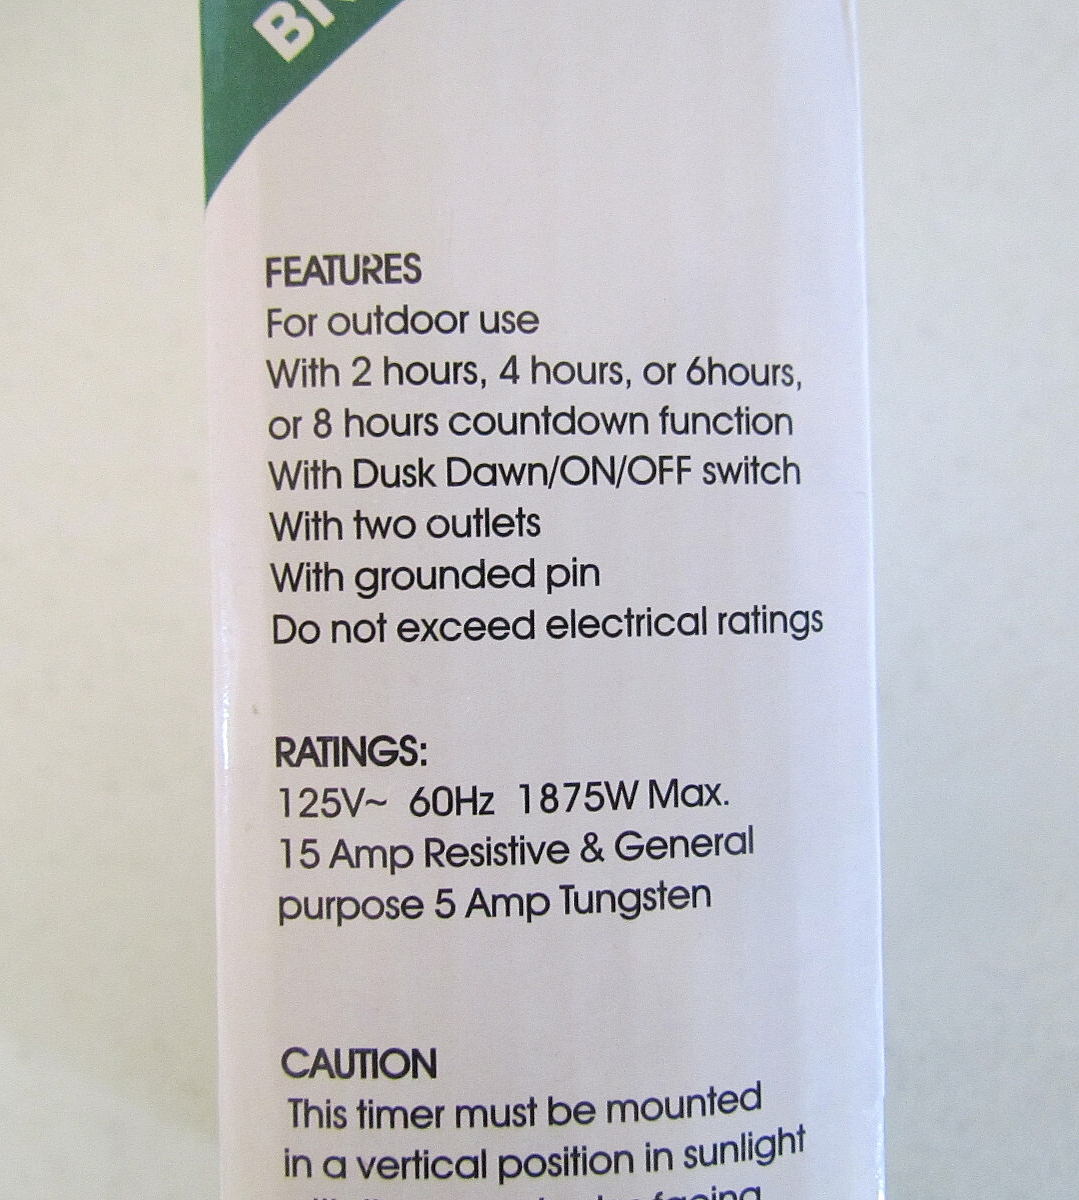 FEATURES
For outdoor use
With 2 hours, 4 hours, or 6hours,
or 8 hours countdown function
With Dusk Dawn/ON/OFF switch
With two outlets
With grounded pin
Do not exceed electrical ratings
RATINGS:
125V~ 60Hz 1875W Max.
15 Amp Resistive & General
purpose 5 Amp Tungsten
CAUTION
This timer must be mounted
in a vertical position in sunlight
facing